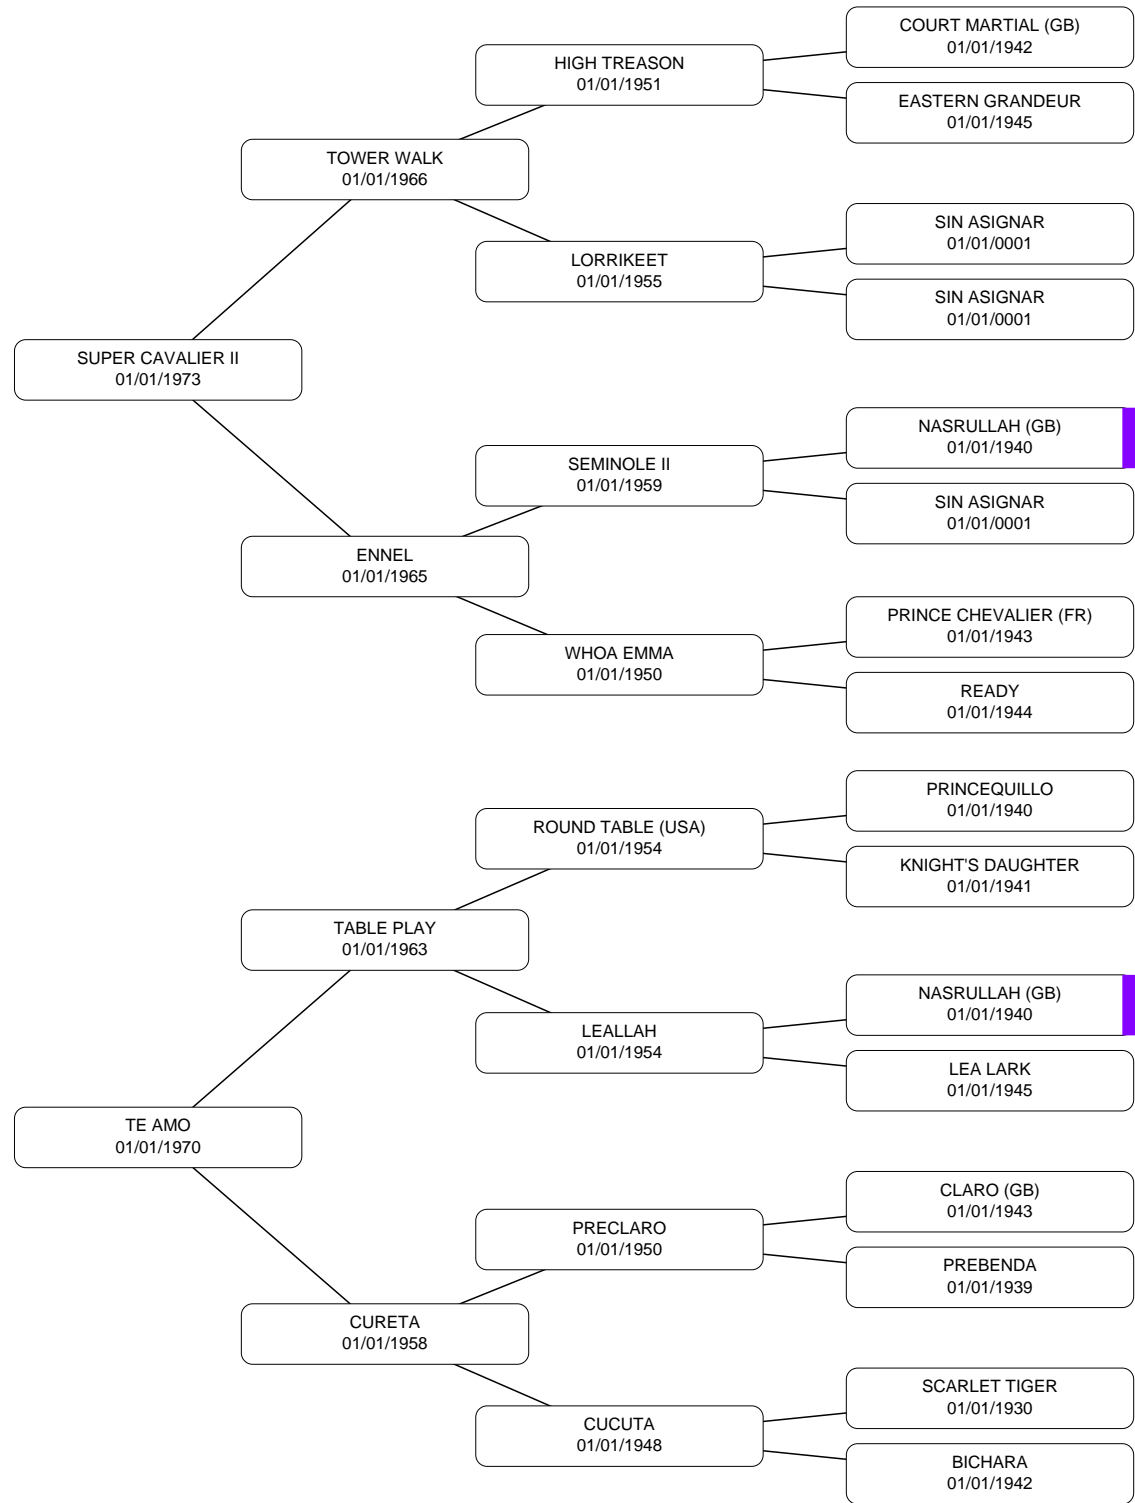 COURT MARTIAL (GB)
01/01/1942
HIGH TREASON
01/01/1951
EASTERN GRANDEUR
01/01/1945
TOWER WALK
01/01/1966
SIN ASIGNAR
01/01/0001
LORRIKEET
01/01/1955
SIN ASIGNAR
01/01/0001
SUPER CAVALIER II
01/01/1973
NASRULLAH (GB)
01/01/1940
SEMINOLE II
01/01/1959
SIN ASIGNAR
01/01/0001
ENNEL
01/01/1965
PRINCE CHEVALIER (FR)
01/01/1943
WHOA EMMA
01/01/1950
READY
01/01/1944
PRINCEQUILLO
01/01/1940
ROUND TABLE (USA)
01/01/1954
KNIGHT'S DAUGHTER
01/01/1941
TABLE PLAY
01/01/1963
NASRULLAH (GB)
01/01/1940
LEALLAH
01/01/1954
LEA LARK
01/01/1945
TE AMO
01/01/1970
CLARO (GB)
01/01/1943
PRECLARO
01/01/1950
PREBENDA
01/01/1939
CURETA
01/01/1958
SCARLET TIGER
01/01/1930
CUCUTA
01/01/1948
BICHARA
01/01/1942